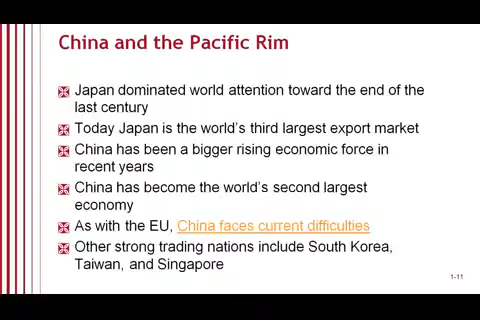 China and the Pacific Rim
Japan dominated world attention toward the end of the
last century
Today Japan is the world's third largest export market
China has been a bigger rising economic force in
recent years
China has become the world's second largest
economy
As with the EU, China faces current difficulties
Other strong trading nations include South Korea,
Taiwan, and Singapore
1-11